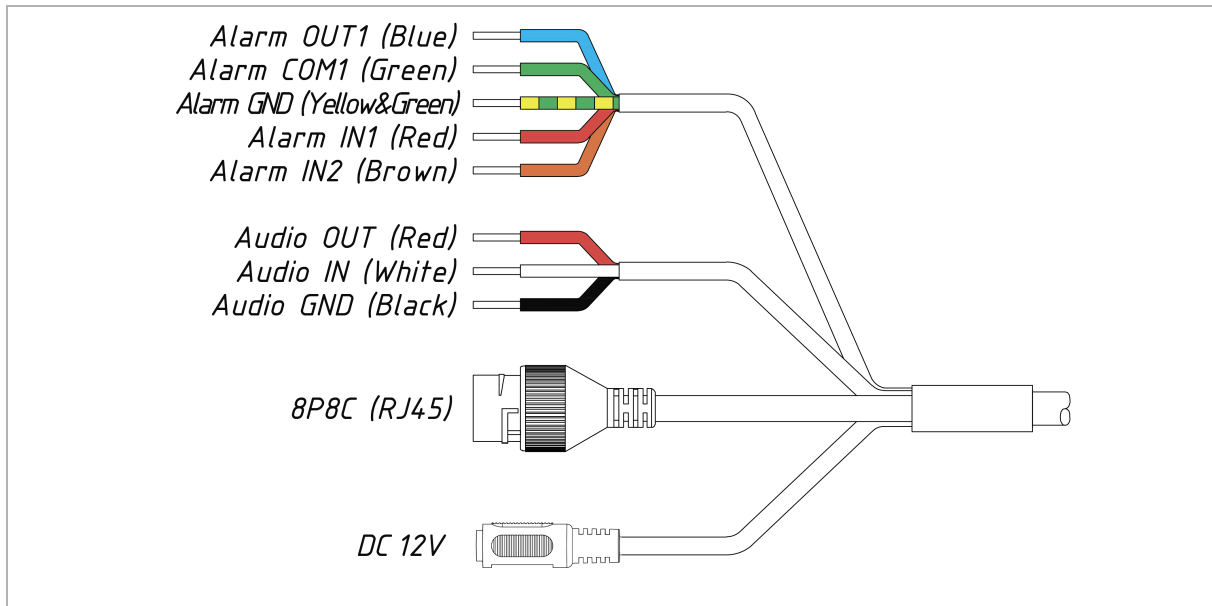 Alarm OUT1 (Blue)
Alarm COM1 (Green)
Alarm GND (Yellow&Green)
Alarm IN1 (Red)
Alarm IN2 (Brown)
Audio OUT (Red)
Audio IN (White)
Audio GND (Black)
8P8C (RJ45)
DC 12V